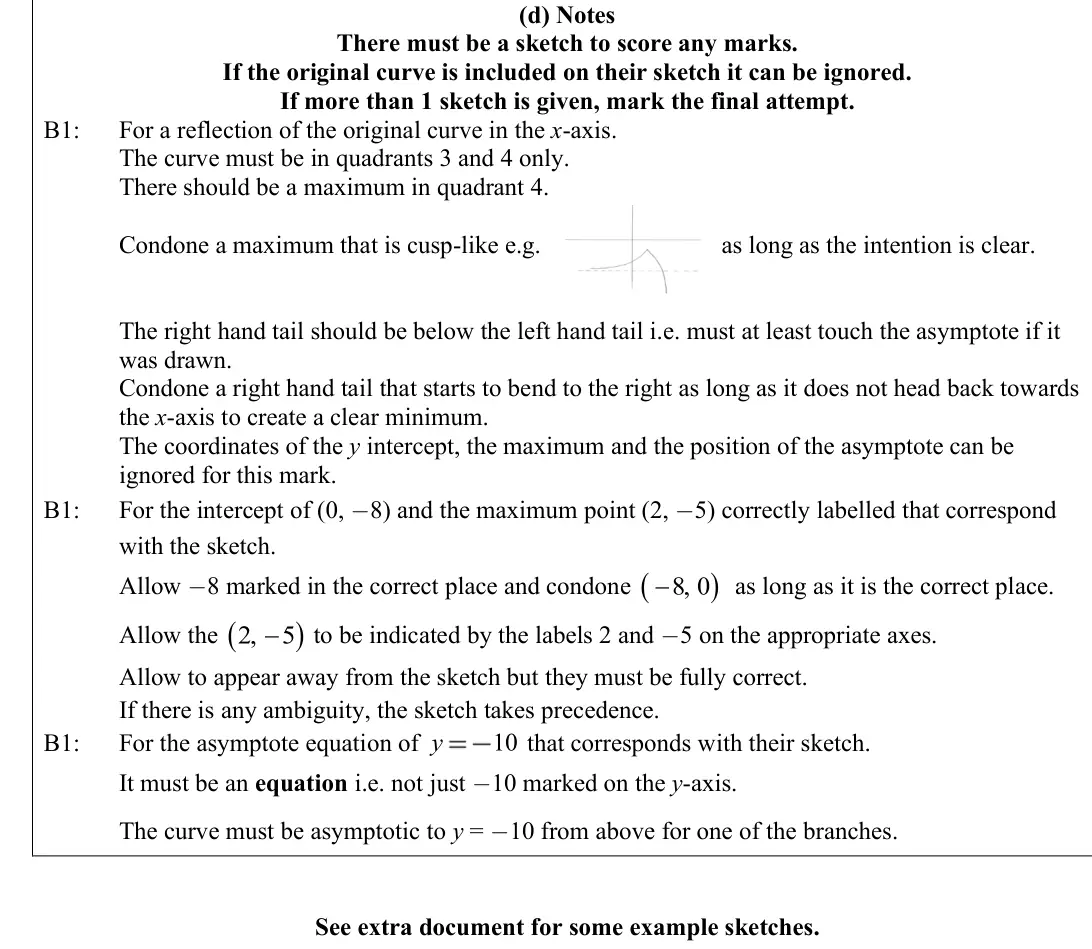 (d) Notes
There must be a sketch to score any marks.
If the original curve is included on their sketch it can be ignored.
If more than 1 sketch is given, mark the final attempt.
B1: For a reflection of the original curve in the x-axis.
The curve must be in quadrants 3 and 4 only.
There should be a maximum in quadrant 4.
Condone a maximum that is cusp-like e.g. as long as the intention is clear.
The right hand tail should be below the left hand tail i.e. must at least touch the asymptote if it
was drawn.
Condone a right hand tail that starts to bend to the right as long as it does not head back towards
the x-axis to create a clear minimum.
The coordinates of the y intercept, the maximum and the position of the asymptote can be
ignored for this mark.
B1: For the intercept of (0, −8) and the maximum point (2, −5) correctly labelled that correspond
with the sketch.
Allow −8 marked in the correct place and condone (−8, 0) as long as it is the correct place.
Allow the (2, −5) to be indicated by the labels 2 and −5 on the appropriate axes.
Allow to appear away from the sketch but they must be fully correct.
If there is any ambiguity, the sketch takes precedence.
B1: For the asymptote equation of y = −10 that corresponds with their sketch.
It must be an equation i.e. not just −10 marked on the y-axis.
The curve must be asymptotic to y = −10 from above for one of the branches.
See extra document for some example sketches.